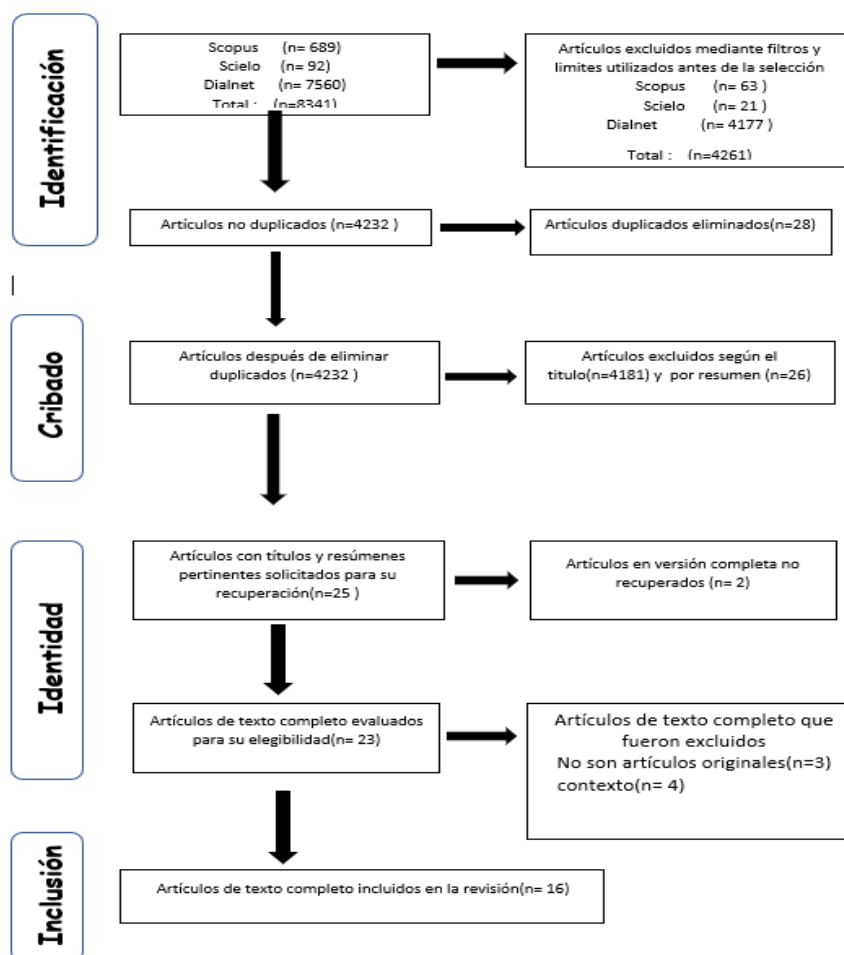 Identificación
Scopus (n= 689)
Scielo (n= 92)
Dialnet (n= 7560)
Total : (n=8341)
Artículos excluidos mediante filtros y
limites utilizados antes de la selección
Scopus (n= 63 )
Scielo (n= 21 )
Dialnet (n= 4177 )
Total : (n=4261)
Artículos no duplicados (n=4232 )
Artículos duplicados eliminados(n=28)
Cribado
Artículos después de eliminar
duplicados (n=4232 )
Artículos excluidos según el
titulo(n=4181) y por resumen (n=26)
Identidad
Artículos con títulos y resúmenes
pertinentes solicitados para su
recuperación(n=25 )
Artículos en versión completa no
recuperados (n= 2)
Artículos de texto completo evaluados
para su elegibilidad(n= 23)
Artículos de texto completo que
fueron excluidos
No son artículos originales(n=3)
contexto(n= 4)
Inclusión
Artículos de texto completo incluidos en la revisión(n= 16)